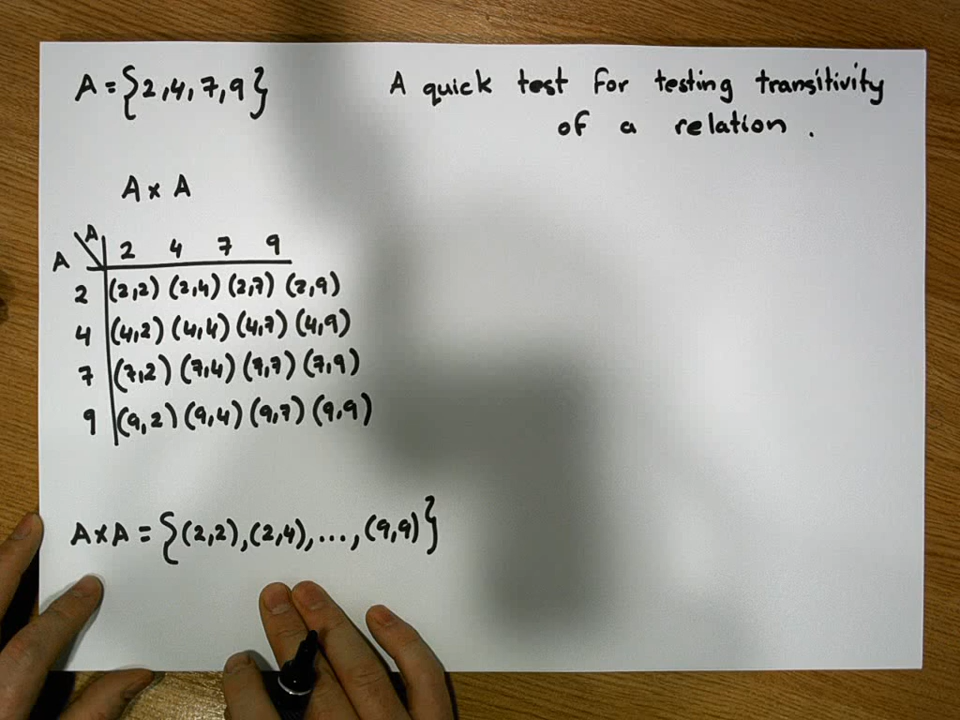 A = {2,4,7,9}
A quick test for testing transitivity
of a relation.
A × A
A
A 2 4 7 9
2 (2,2) (2,4) (2,7) (2,9)
4 (4,2) (4,4) (4,7) (4,9)
7 (7,2) (7,4) (7,7) (7,9)
9 (9,2) (9,4) (9,7) (9,9)
A×A = {(2,2),(2,4),...,(9,9)}